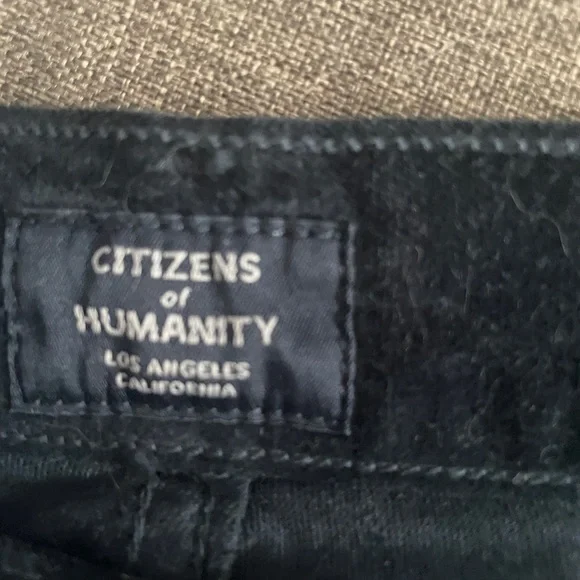 CITIZENS
of
HUMANITY
LOS ANGELES
CALIFORNIA